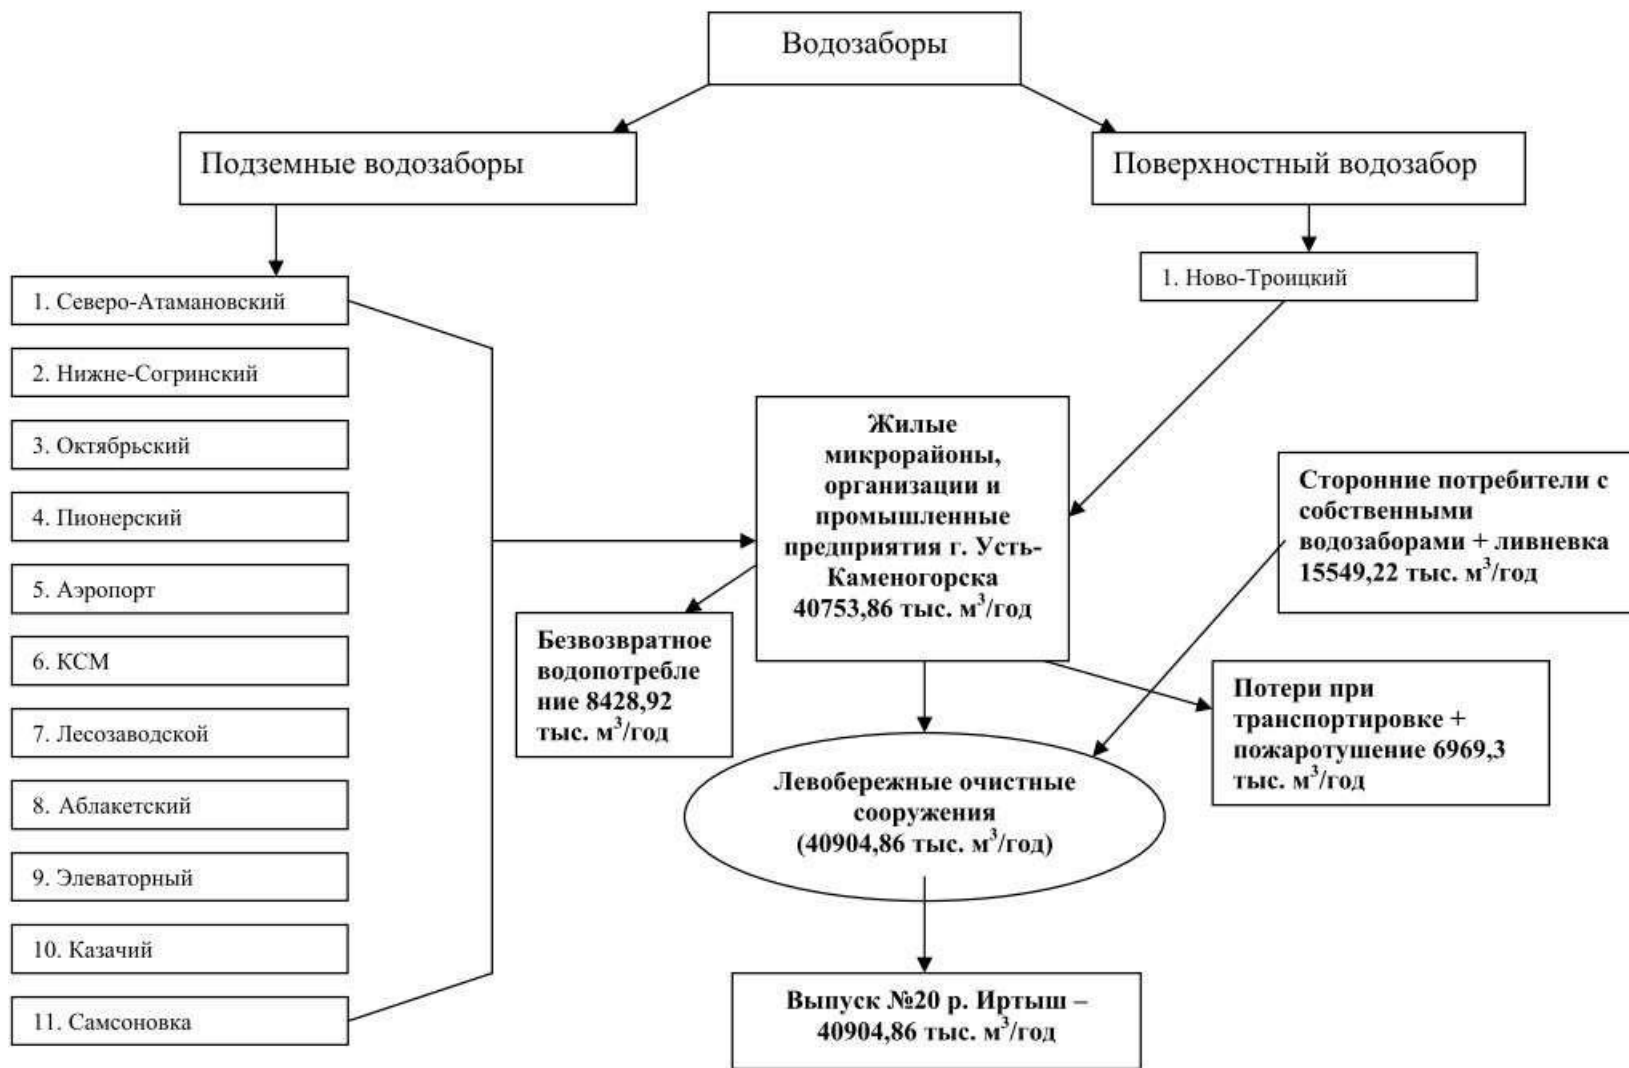 Водозаборы
Подземные водозаборы
Поверхностный водозабор
1. Северо-Атамановский
2. Нижне-Согринский
3. Октябрьский
4. Пионерский
5. Аэропорт
6. КСМ
7. Лесозаводской
8. Аблакетский
9. Элеваторный
10. Казачий
11. Самсоновка
1. Ново-Троицкий
Жилые
микрорайоны,
организации и
промышленные
предприятия г. Усть-
Каменогорска
40753,86 тыс. м³/год
Сторонние потребители с
собственными
водозаборами + ливневка
15549,22 тыс. м³/год
Безвозвратное
водопотребле
ние 8428,92
тыс. м³/год
Потери при
транспортировке +
пожаротушение 6969,3
тыс. м³/год
Левобережные очистные
сооружения
(40904,86 тыс. м³/год)
Выпуск №20 р. Иртыш –
40904,86 тыс. м³/год